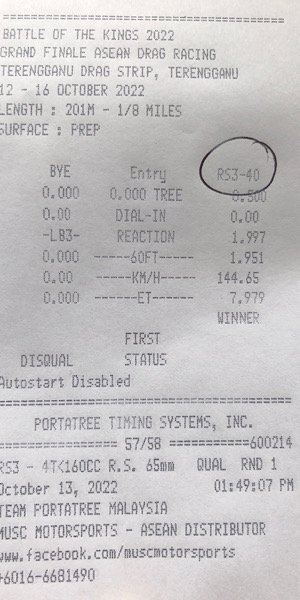 =====================================
BATTLE OF THE KINGS 2022
GRAND FINALE ASEAN DRAG RACING
TERENGGANU DRAG STRIP, TERENGGANU
12 - 16 OCTOBER 2022
LENGTH : 201M - 1/8 MILES
SURFACE : PREP
BYE Entry RS3-40
0.000 0.000 TREE 0.500
0.00 DIAL-IN 0.00
-LB3- REACTION 1.997
0.000 ------60FT----- 1.951
0.00 -----KM/H----- 144.65
0.000 ------ET----- 7.979
WINNER
FIRST
DISQUAL STATUS
Autostart Disabled
=====================================
PORTATREE TIMING SYSTEMS, INC.
================ 57/58 ===========600214
RS3 - 4T<160CC R.S. 65mm QUAL RND 1
October 13, 2022 01:49:07 PM
TEAM PORTATREE MALAYSIA
MUSC MOTORSPORTS - ASEAN DISTRIBUTOR
www.facebook.com/muscmotorsports
+6016-6681490